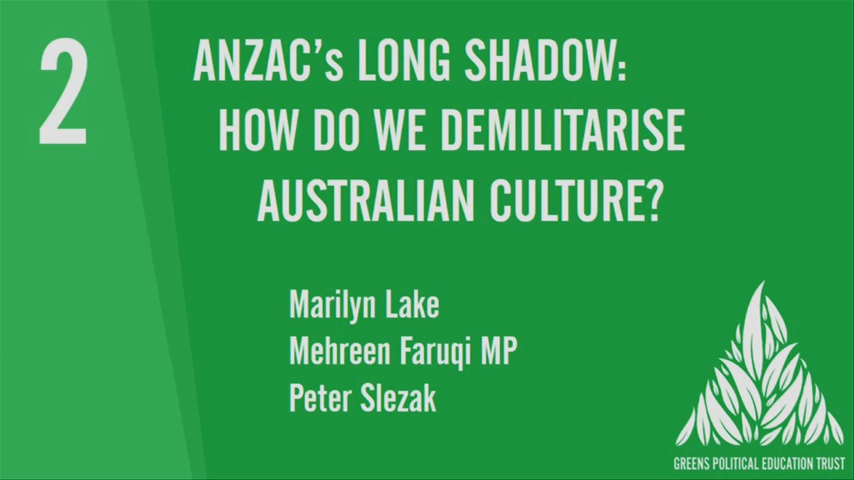 2
ANZAC's LONG SHADOW:
HOW DO WE DEMILITARISE
AUSTRALIAN CULTURE?
Marilyn Lake
Mehreen Faruqi MP
Peter Slezak
GREENS POLITICAL EDUCATION TRUST